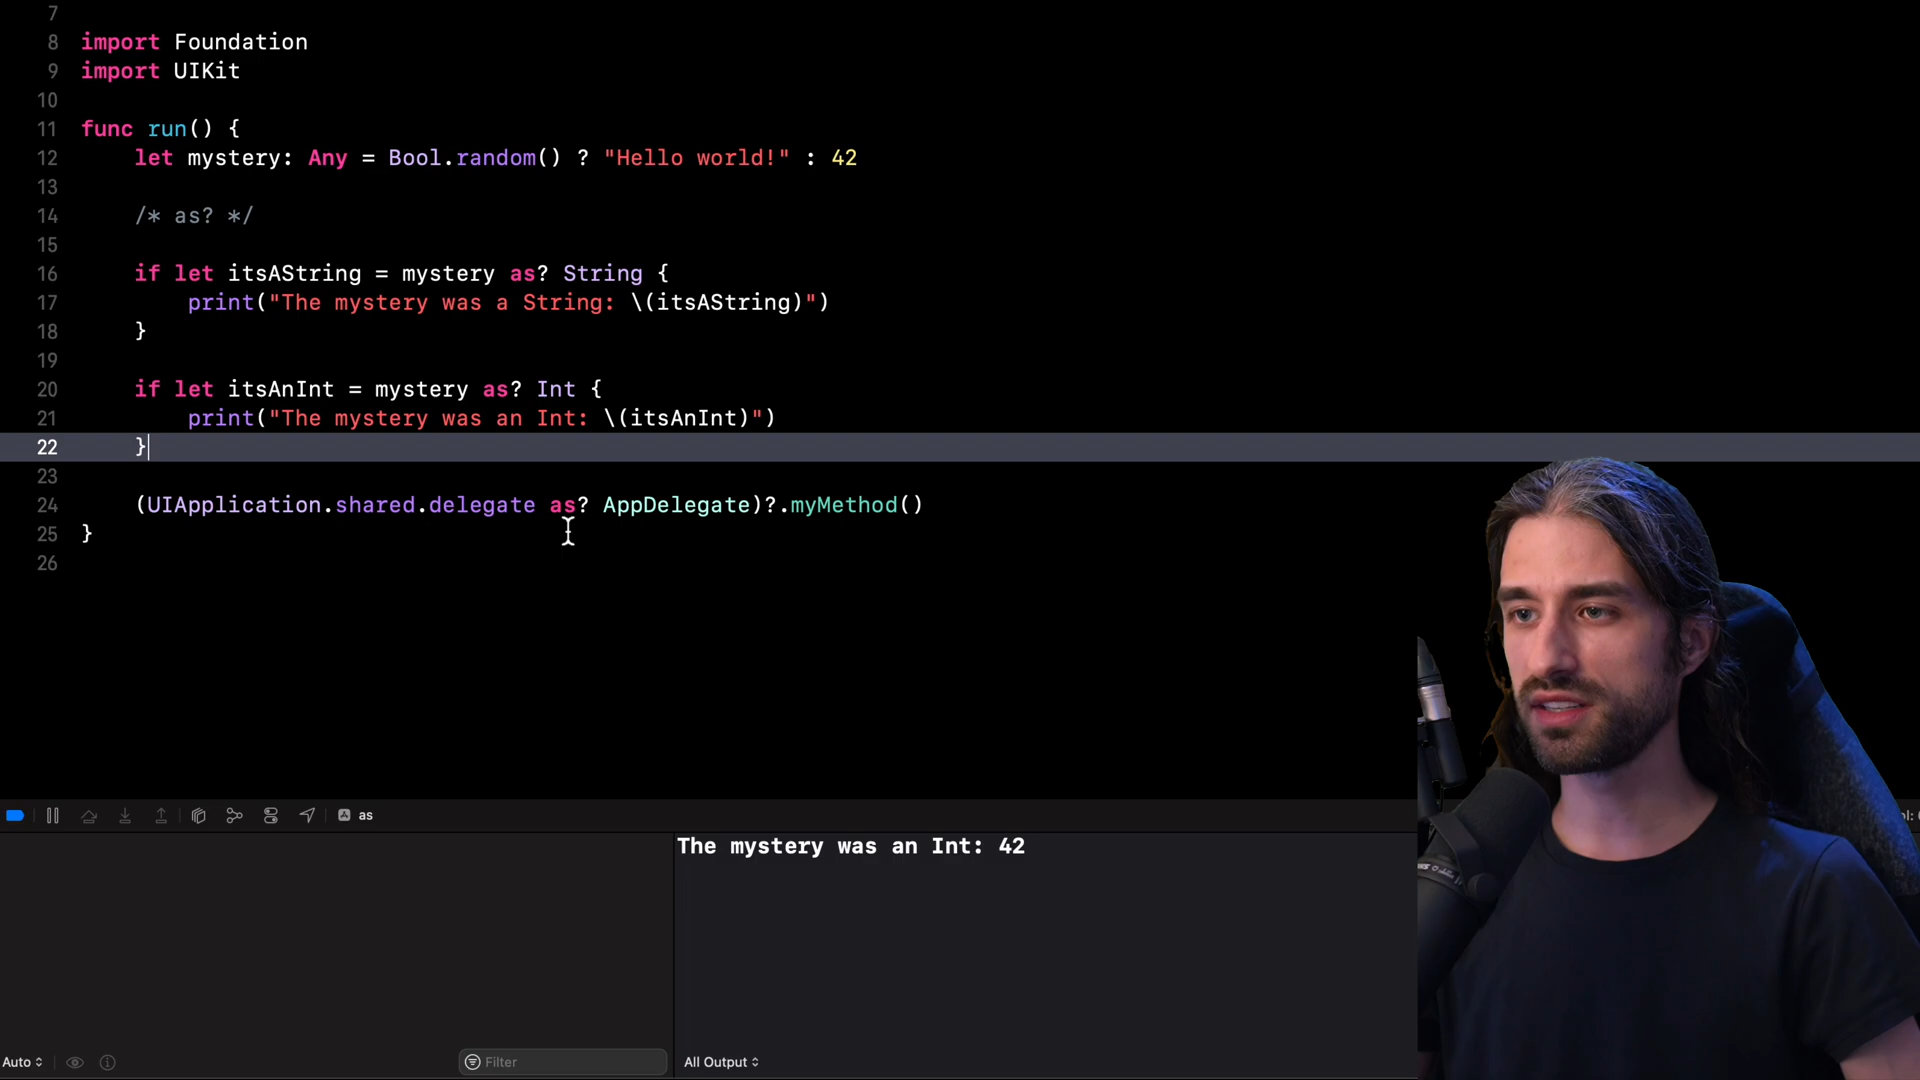 7
8 import Foundation
9 import UIKit
10
11 func run() {
12 let mystery: Any = Bool.random() ? "Hello world!" : 42
13
14 /* as? */
15
16 if let itsAString = mystery as? String {
17 print("The mystery was a String: \(itsAString)")
18 }
19
20 if let itsAnInt = mystery as? Int {
21 print("The mystery was an Int: \(itsAnInt)")
22 }
23
24 (UIApplication.shared.delegate as? AppDelegate)?.myMethod()
25 }
26
as
The mystery was an Int: 42
Auto
Filter
All Output